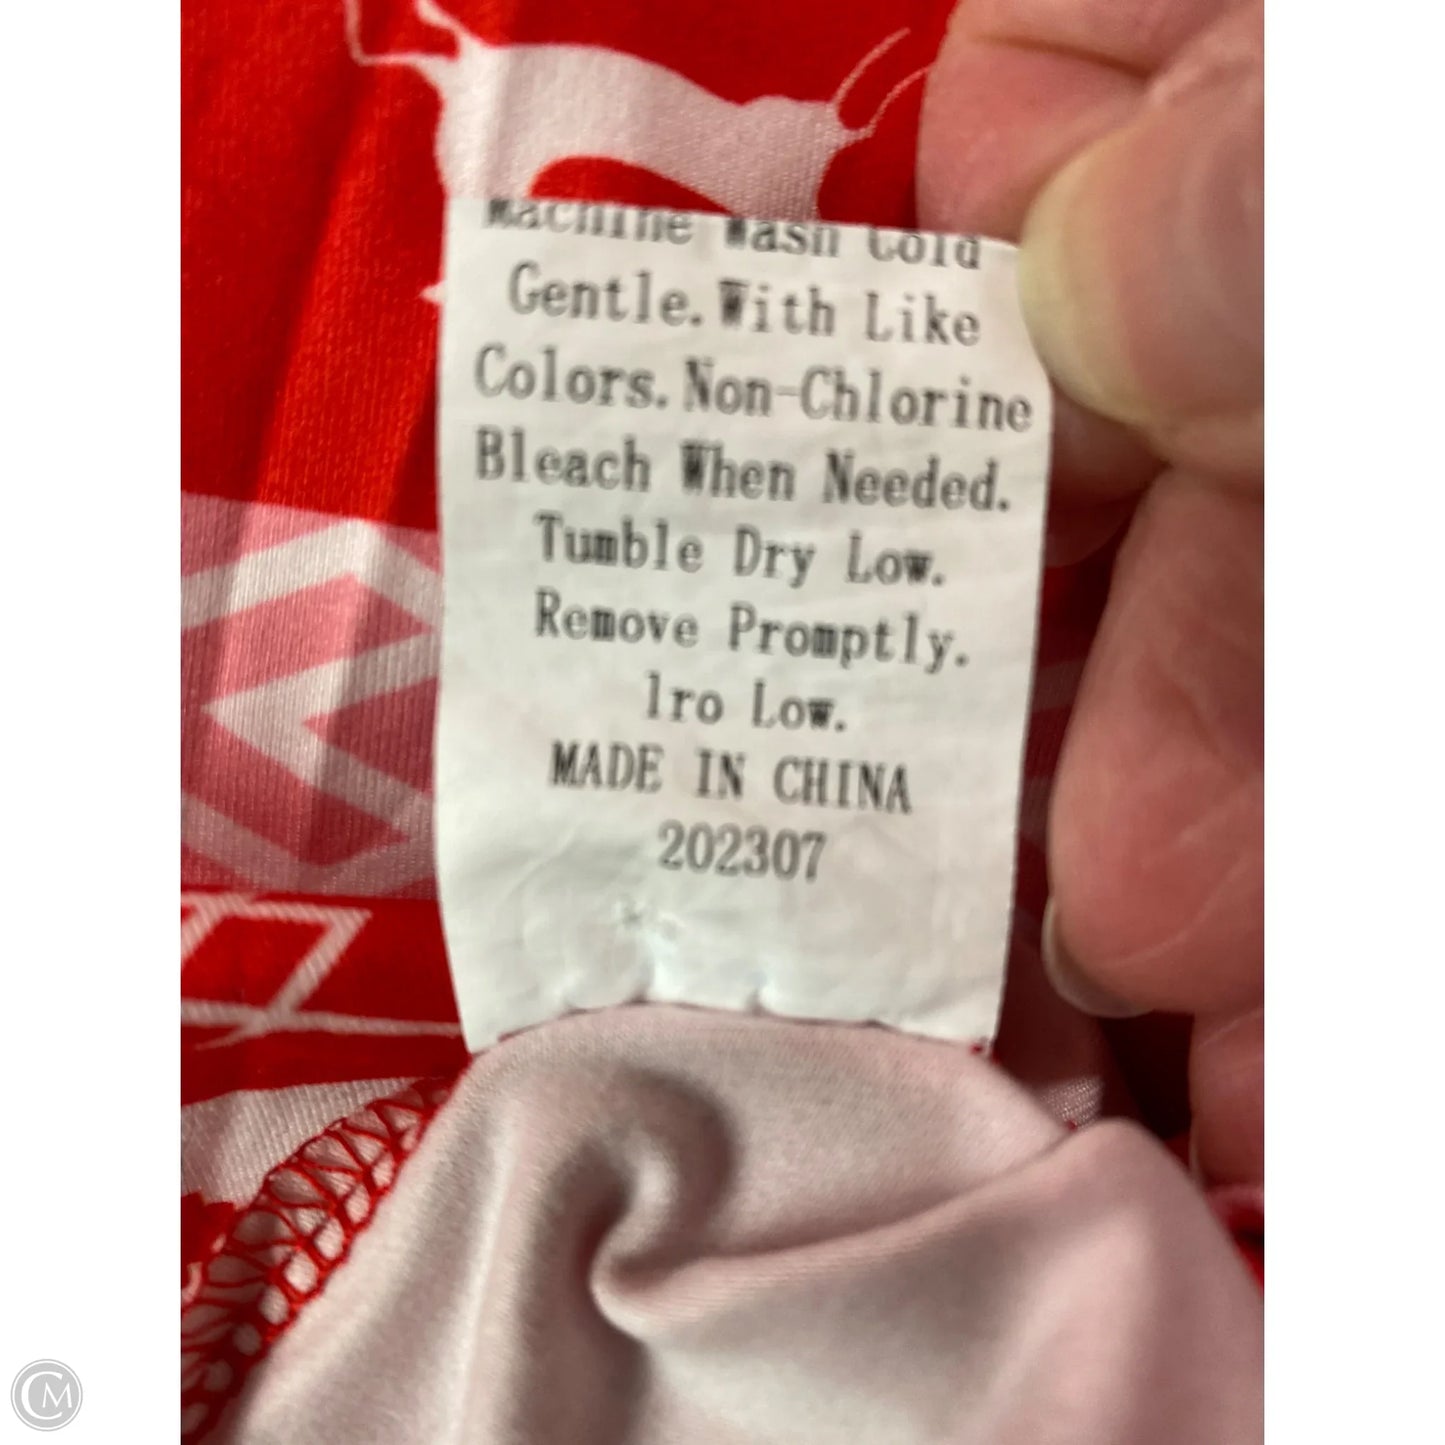 Machine Wash Cold
Gentle. With Like
Colors. Non-Chlorine
Bleach When Needed.
Tumble Dry Low.
Remove Promptly.
lro Low.
MADE IN CHINA
202307
CM